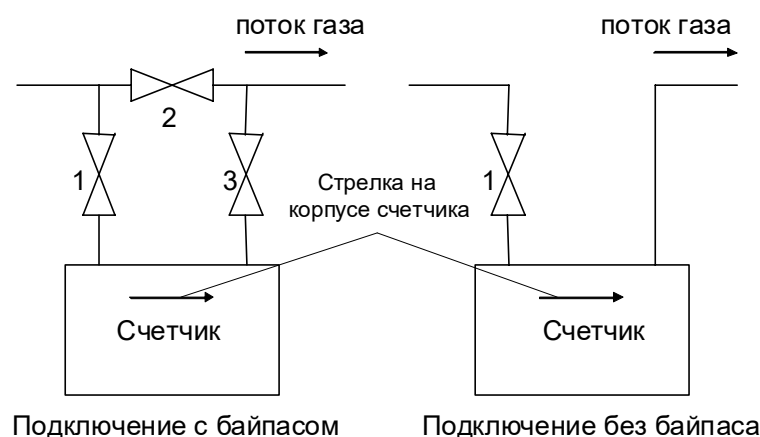 поток газа
поток газа
2
1
3
1
Стрелка на
корпусе счетчика
Счетчик
Счетчик
Подключение с байпасом
Подключение без байпаса